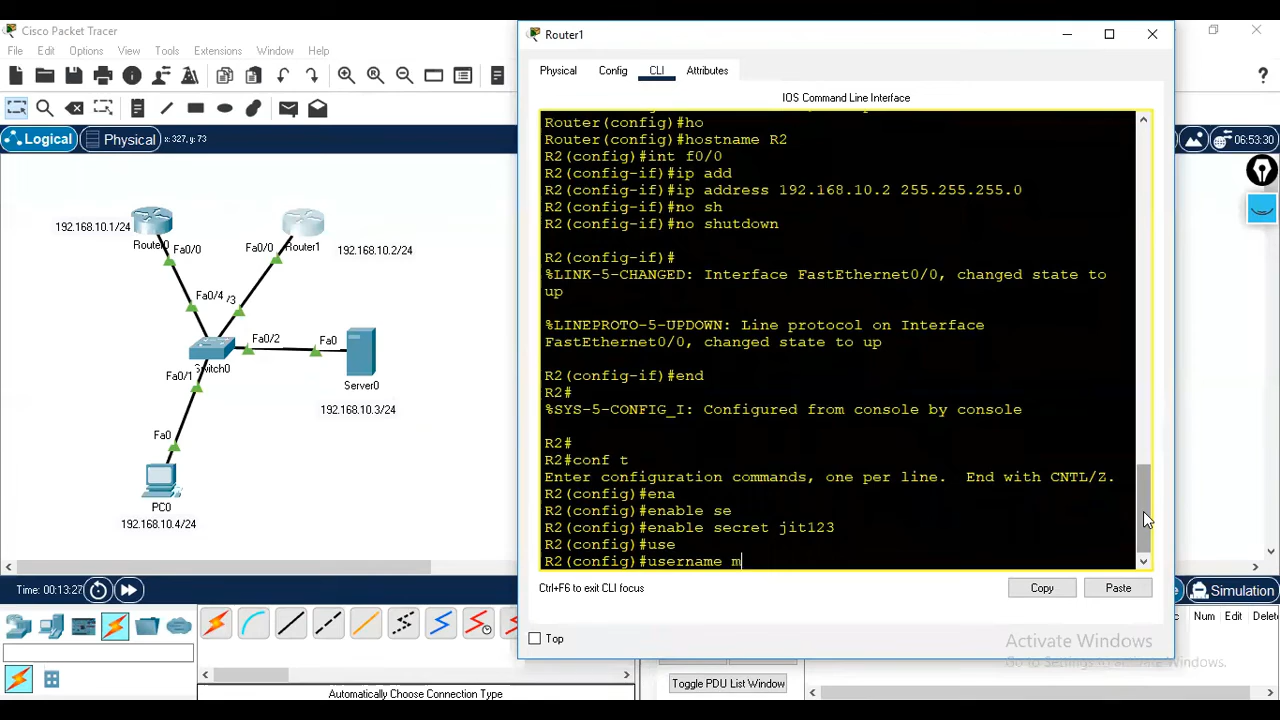 Cisco Packet Tracer
File Edit Options View Tools Extensions Window Help
Logical Physical x: 327, y: 73
06:53:30
192.168.10.1/24
Router0
Fa0/0
Fa0/0
Router1
192.168.10.2/24
Fa0/4
/3
Fa0/2
Fa0
Switch0
Fa0/1
Server0
192.168.10.3/24
Fa0
PC0
192.168.10.4/24
Time: 00:13:27
Automatically Choose Connection Type
Router1
Physical Config CLI Attributes
IOS Command Line Interface
Router(config)#ho
Router(config)#hostname R2
R2(config)#int f0/0
R2(config-if)#ip add
R2(config-if)#ip address 192.168.10.2 255.255.255.0
R2(config-if)#no sh
R2(config-if)#no shutdown
R2(config-if)#
%LINK-5-CHANGED: Interface FastEthernet0/0, changed state to
up
%LINEPROTO-5-UPDOWN: Line protocol on Interface
FastEthernet0/0, changed state to up
R2(config-if)#end
R2#
%SYS-5-CONFIG_I: Configured from console by console
R2#
R2#conf t
Enter configuration commands, one per line.  End with CNTL/Z.
R2(config)#ena
R2(config)#enable se
R2(config)#enable secret jit123
R2(config)#use
R2(config)#username m
Ctrl+F6 to exit CLI focus
Copy Paste
Top
Activate Windows
Go to Settings to activate Windows.
Simulation
Num Edit Delete
Toggle PDU List Window